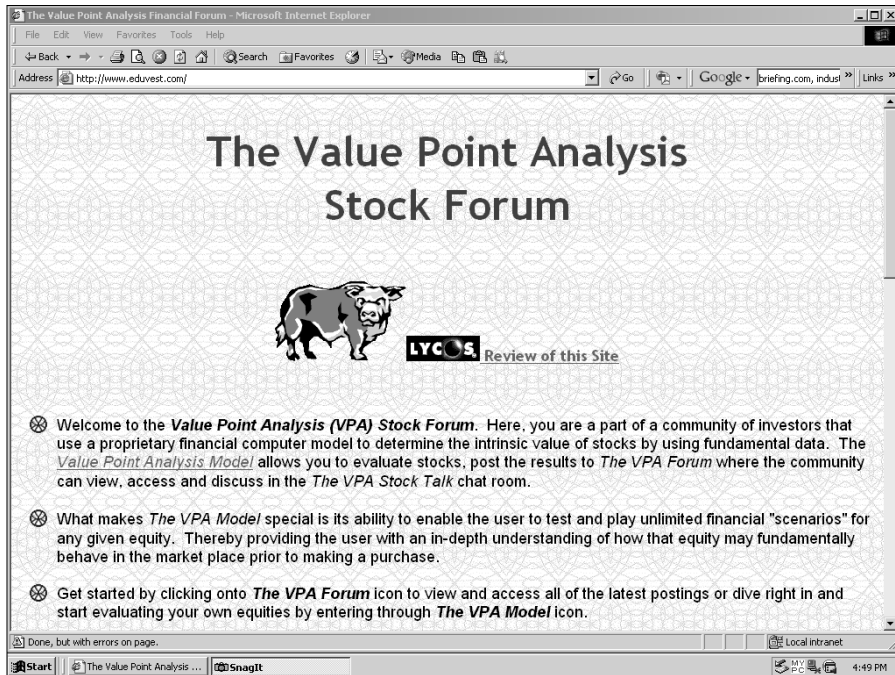 The Value Point Analysis Financial Forum - Microsoft Internet Explorer
File Edit View Favorites Tools Help
Back Search Favorites Media
Address http://www.eduvest.com/ Go Google briefing.com, indust » Links »
The Value Point Analysis
Stock Forum
LYCOS Review of this Site
Welcome to the Value Point Analysis (VPA) Stock Forum. Here, you are a part of a community of investors that
use a proprietary financial computer model to determine the intrinsic value of stocks by using fundamental data. The
Value Point Analysis Model allows you to evaluate stocks, post the results to The VPA Forum where the community
can view, access and discuss in the The VPA Stock Talk chat room.
What makes The VPA Model special is its ability to enable the user to test and play unlimited financial "scenarios" for
any given equity. Thereby providing the user with an in-depth understanding of how that equity may fundamentally
behave in the market place prior to making a purchase.
Get started by clicking onto The VPA Forum icon to view and access all of the latest postings or dive right in and
start evaluating your own equities by entering through The VPA Model icon.
Done, but with errors on page. Local intranet
Start The Value Point Analysis ... SnagIt MY PC 4:49 PM